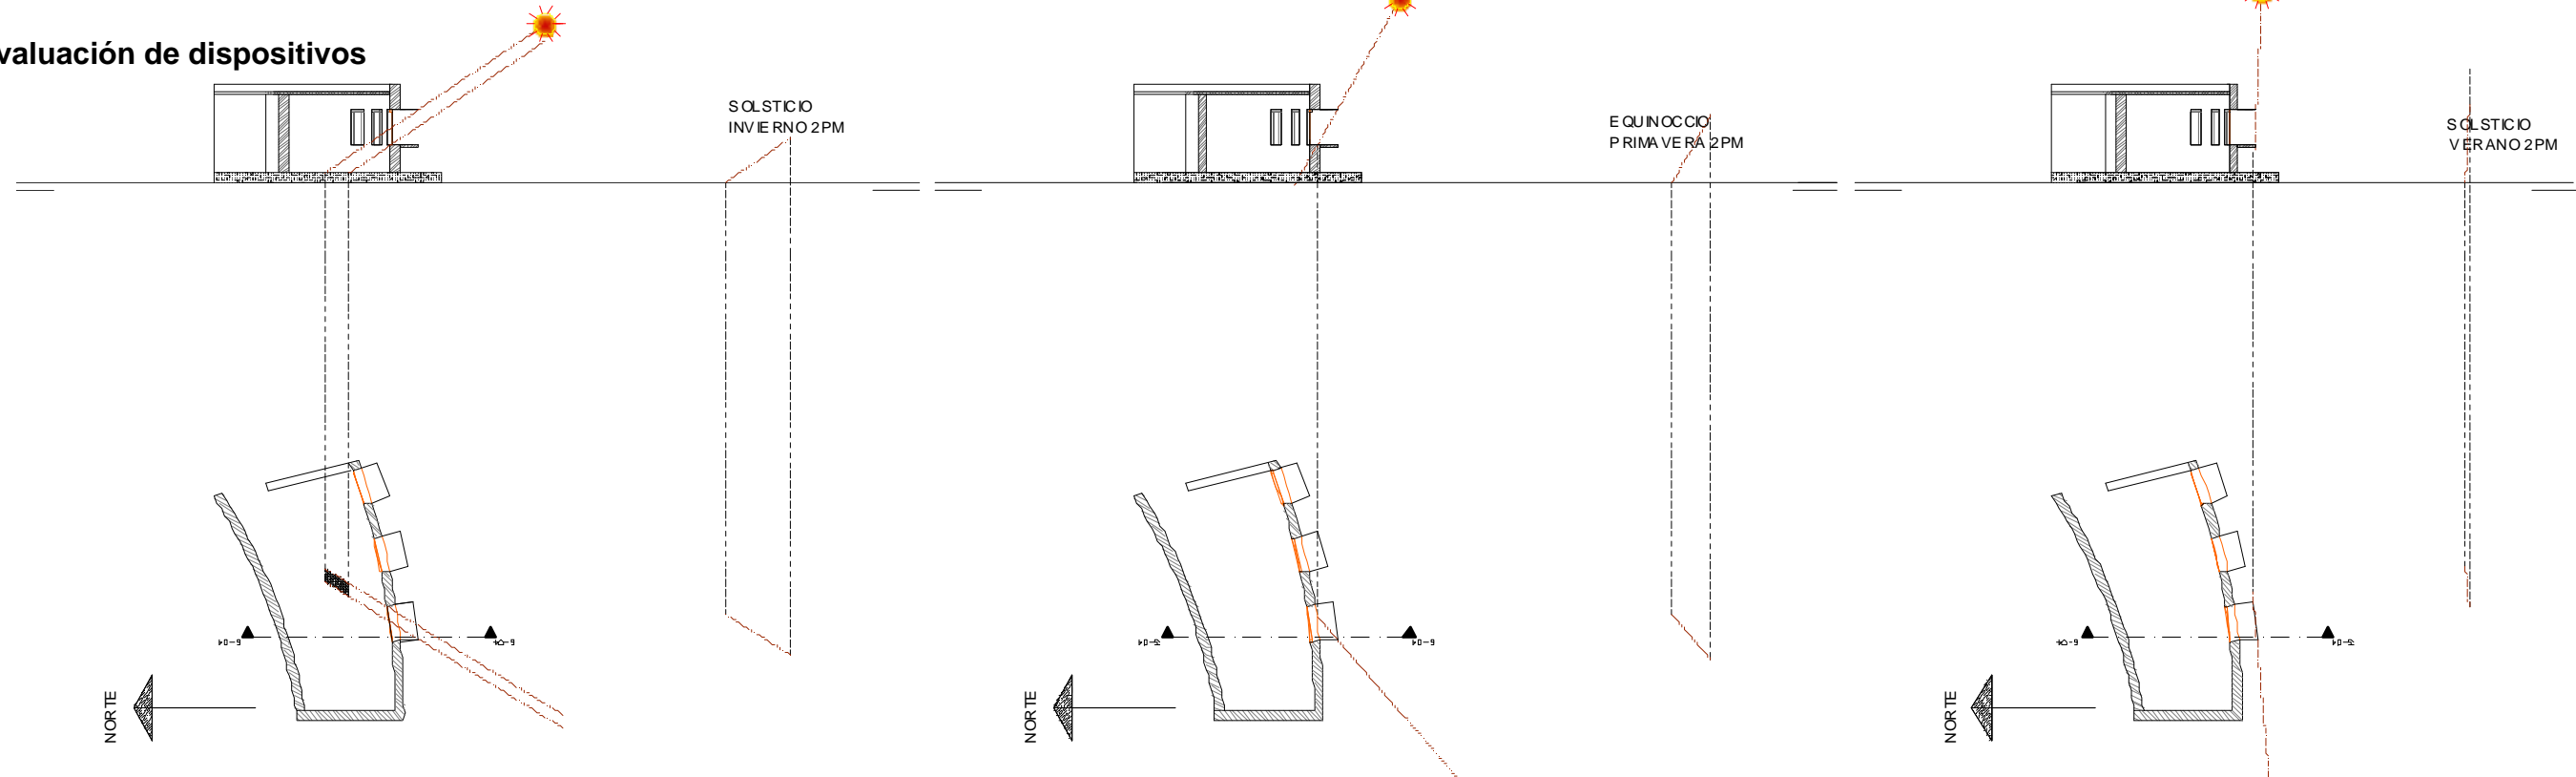 valuación de dispositivos
SOLSTICIO
INVIERNO 2PM
EQUINOCCIO
PRIMAVERA 2PM
SOLSTICIO
VERANO 2PM
NORTE
NORTE
NORTE